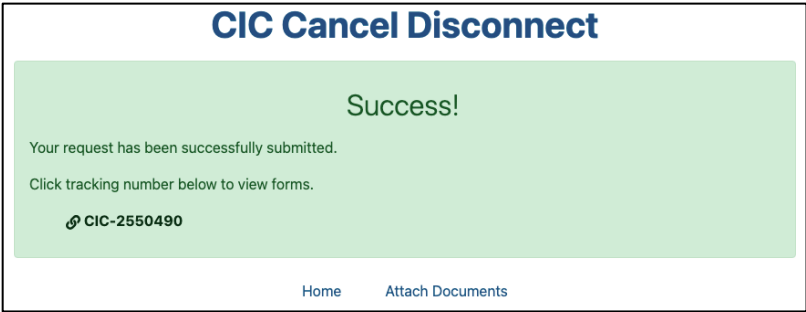 CIC Cancel Disconnect
Success!
Your request has been successfully submitted.
Click tracking number below to view forms.
CIC-2550490
Home Attach Documents